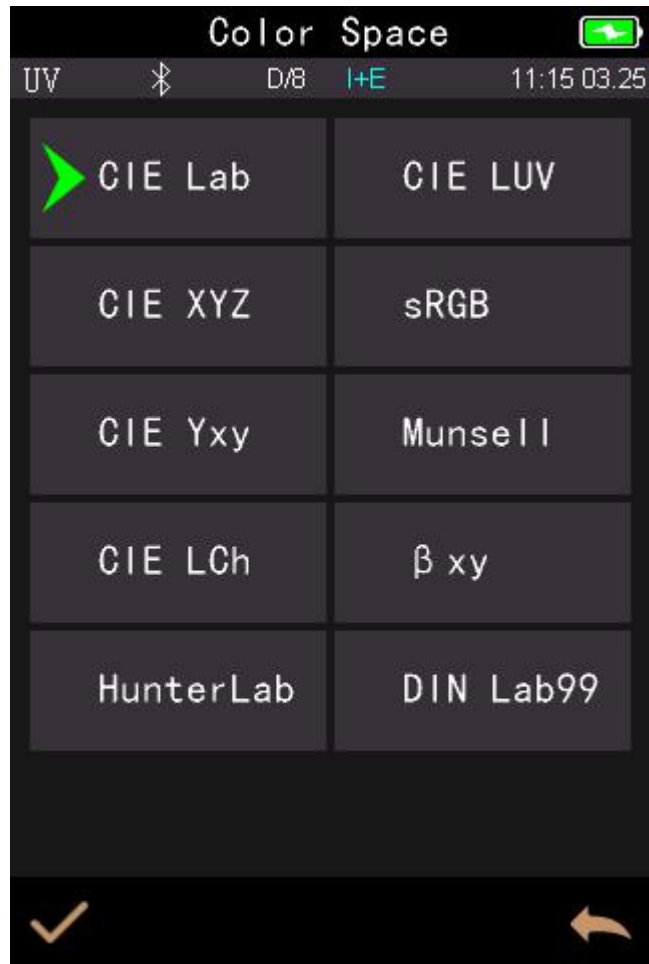 Color Space
UV D/8 I+E 11:15 03.25
CIE Lab CIE LUV
CIE XYZ sRGB
CIE Yxy Munsell
CIE LCh βxy
HunterLab DIN Lab99